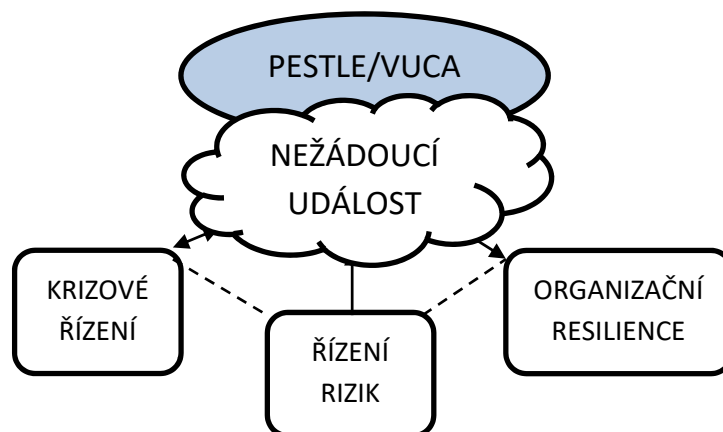 PESTLE/VUCA
NEŽÁDOUCÍ
UDÁLOST
KRIZOVÉ
ŘÍZENÍ
ŘÍZENÍ
RIZIK
ORGANIZAČNÍ
RESILIENCE